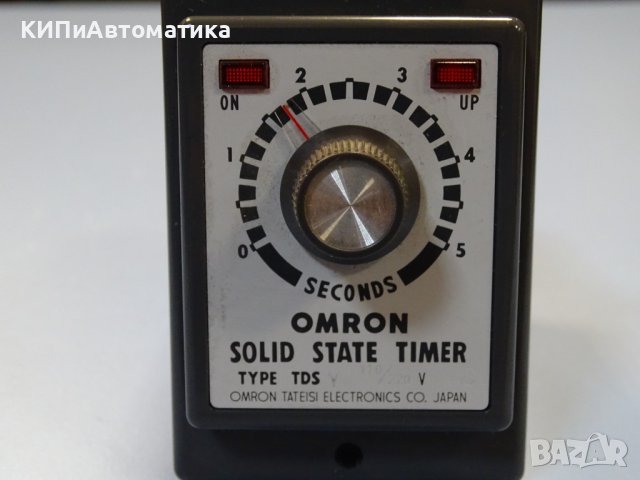 КИПиАвтоматика
2 3
ON UP
1 4
0 5
SECONDS
OMRON
SOLID STATE TIMER
TYPE TDS V
OMRON TATEISI ELECTRONICS CO. JAPAN
BAZAR